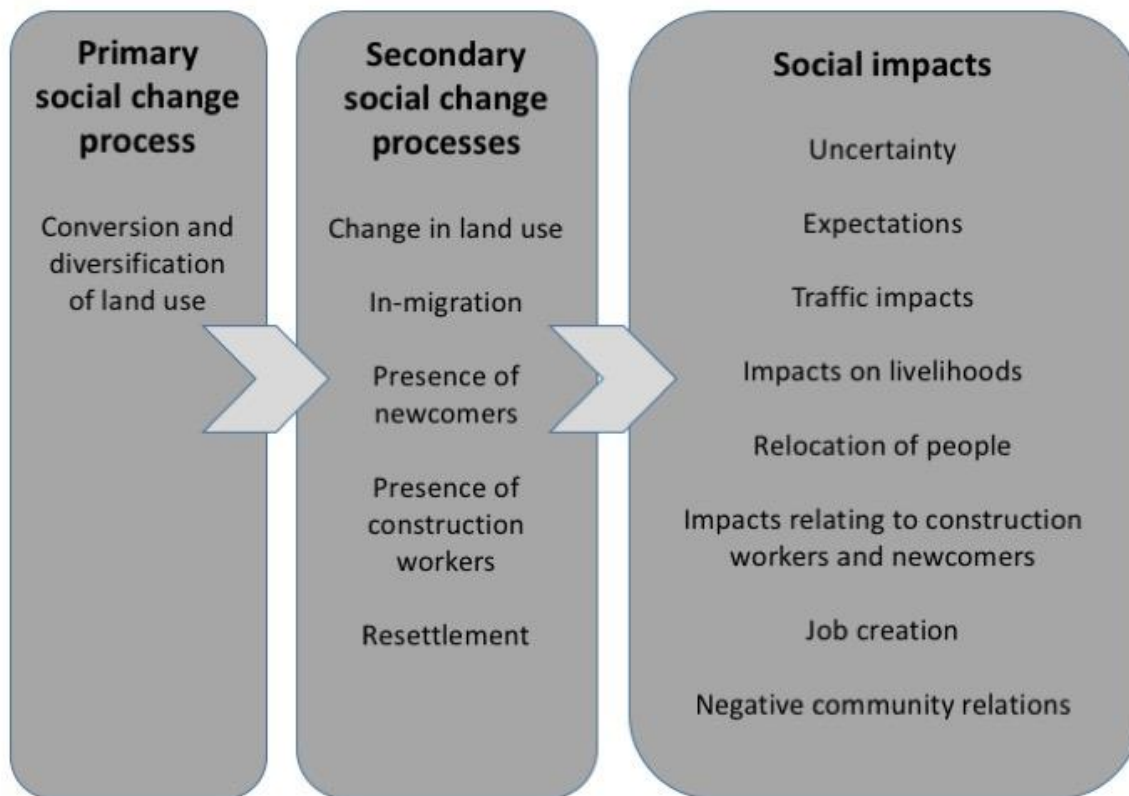 Primary
social change
process
Conversion and
diversification
of land use
Secondary
social change
processes
Change in land use
In-migration
Presence of
newcomers
Presence of
construction
workers
Resettlement
Social impacts
Uncertainty
Expectations
Traffic impacts
Impacts on livelihoods
Relocation of people
Impacts relating to construction
workers and newcomers
Job creation
Negative community relations